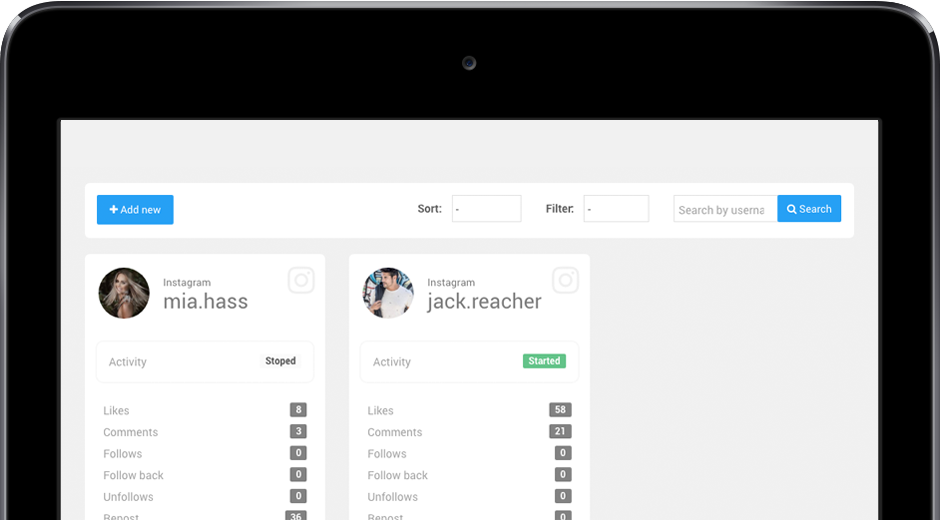 Add new
Sort: -
Filter: -
Search by userna
Search
Instagram
mia.hass
Activity
Stoped
Likes 8
Comments 3
Follows 0
Follow back 0
Unfollows 0
Repost 36
Instagram
jack.reacher
Activity
Started
Likes 58
Comments 21
Follows 0
Follow back 0
Unfollows 0
Repost 0